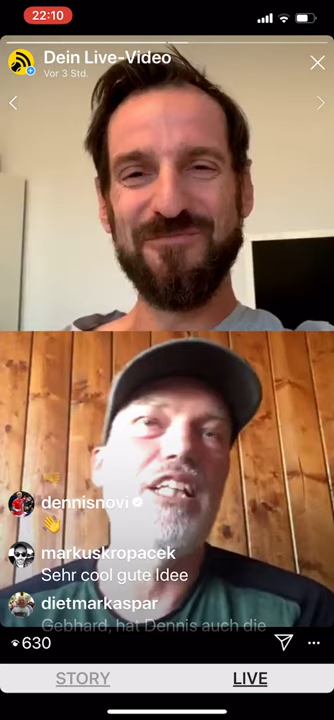 22:10
Dein Live-Video
Vor 3 Std.
dennisnovi
markuskropacek
Sehr cool gute Idee
dietmarkaspar
Gebhard, hat Dennis auch die
630
STORY
LIVE